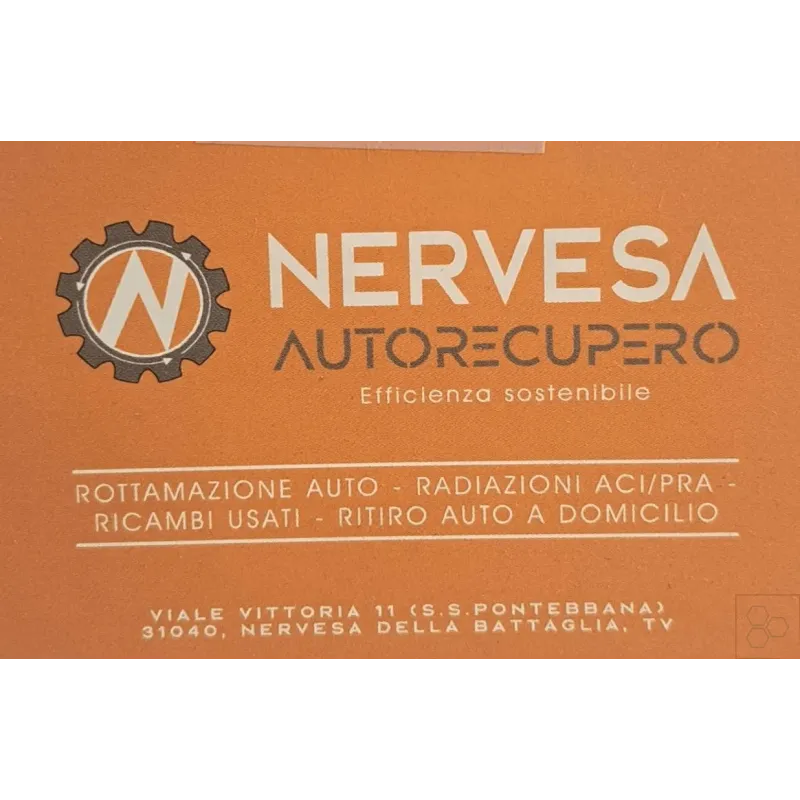 N
NERVESA
AUTORECUPERO
Efficienza sostenibile
ROTTAMAZIONE AUTO - RADIAZIONI ACI/PRA -
RICAMBI USATI - RITIRO AUTO A DOMICILIO
VIALE VITTORIA 11 (S.S.PONTEBBANA)
31040, NERVESA DELLA BATTAGLIA, TV